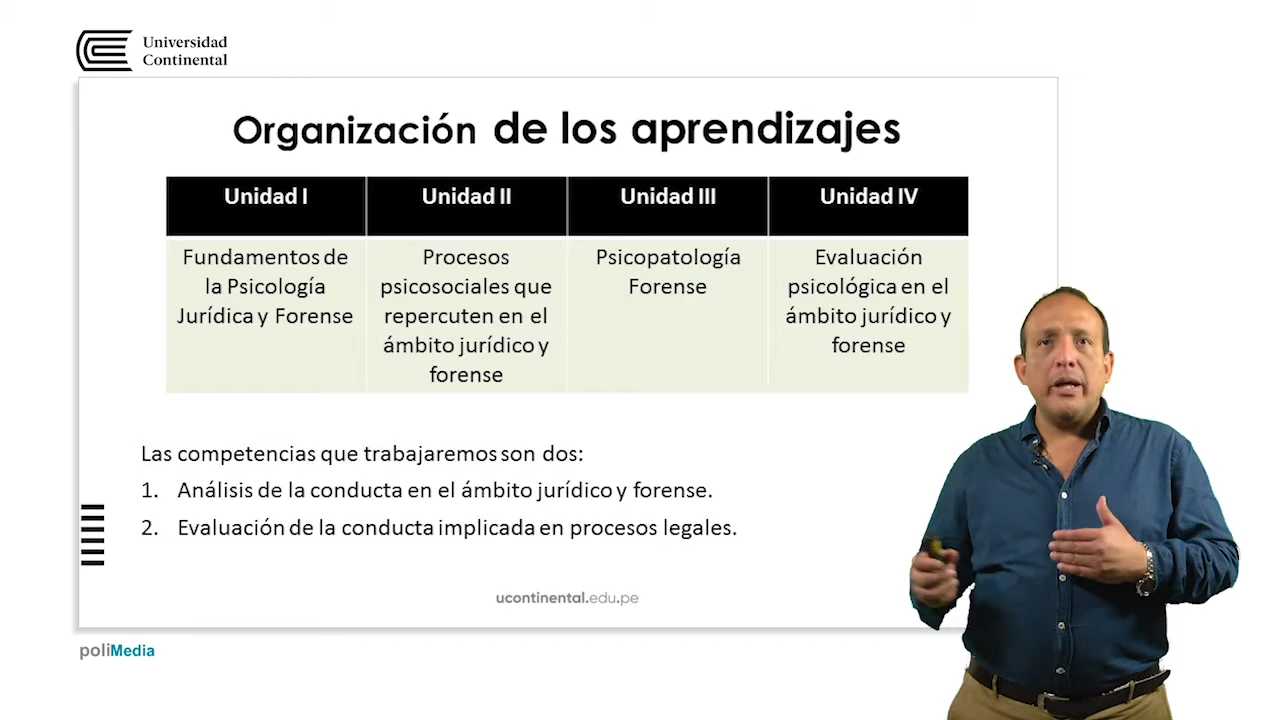 Universidad
Continental
Organización de los aprendizajes
Unidad I
Unidad II
Unidad III
Unidad IV
Fundamentos de
la Psicología
Jurídica y Forense
Procesos
psicosociales que
repercuten en el
ámbito jurídico y
forense
Psicopatología
Forense
Evaluación
psicológica en el
ámbito jurídico y
forense
Las competencias que trabajaremos son dos:
1. Análisis de la conducta en el ámbito jurídico y forense.
2. Evaluación de la conducta implicada en procesos legales.
ucontinental.edu.pe
poliMedia